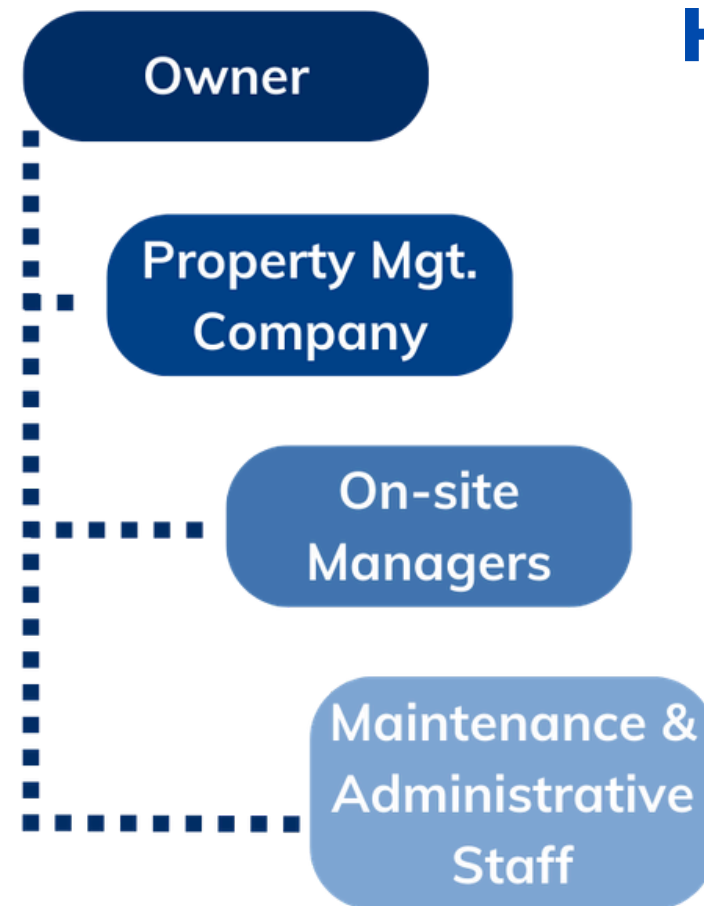 H
Owner
Property Mgt.
Company
On-site
Managers
Maintenance &
Administrative
Staff